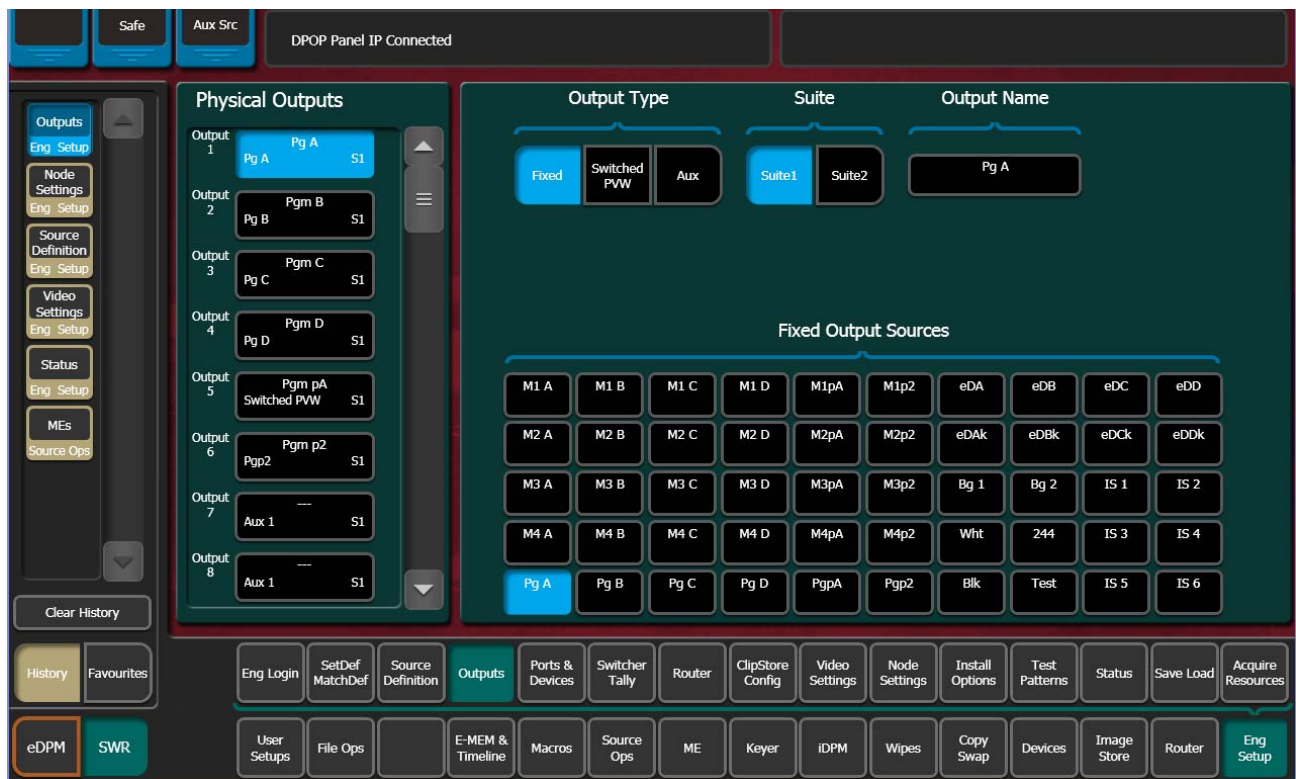 Safe
Aux Src
DPOP Panel IP Connected
Outputs
Eng Setup
Node
Settings
Eng Setup
Source
Definition
Eng Setup
Video
Settings
Eng Setup
Status
Eng Setup
MEs
Source Ops
Clear History
History Favourites
eDPM SWR
Physical Outputs
Output
1
Pg A
Pg A S1
Output
2
Pgm B
Pg B S1
Output
3
Pgm C
Pg C S1
Output
4
Pgm D
Pg D S1
Output
5
Pgm pA
Switched PVW S1
Output
6
Pgm p2
Pgp2 S1
Output
7
---
Aux 1 S1
Output
8
---
Aux 1 S1
Output Type
Fixed
Switched
PVW
Aux
Suite
Suite1 Suite2
Output Name
Pg A
Fixed Output Sources
M1 A M1 B M1 C M1 D M1pA M1p2 eDA eDB eDC eDD
M2 A M2 B M2 C M2 D M2pA M2p2 eDAk eDBk eDCk eDDk
M3 A M3 B M3 C M3 D M3pA M3p2 Bg 1 Bg 2 IS 1 IS 2
M4 A M4 B M4 C M4 D M4pA M4p2 Wht 244 IS 3 IS 4
Pg A Pg B Pg C Pg D PgpA Pgp2 Blk Test IS 5 IS 6
Eng Login
SetDef
MatchDef
Source
Definition
Outputs
Ports &
Devices
Switcher
Tally
Router
ClipStore
Config
Video
Settings
Node
Settings
Install
Options
Test
Patterns
Status
Save Load
Acquire
Resources
User
Setups
File Ops
E-MEM &
Timeline
Macros
Source
Ops
ME
Keyer
iDPM
Wipes
Copy
Swap
Devices
Image
Store
Router
Eng
Setup